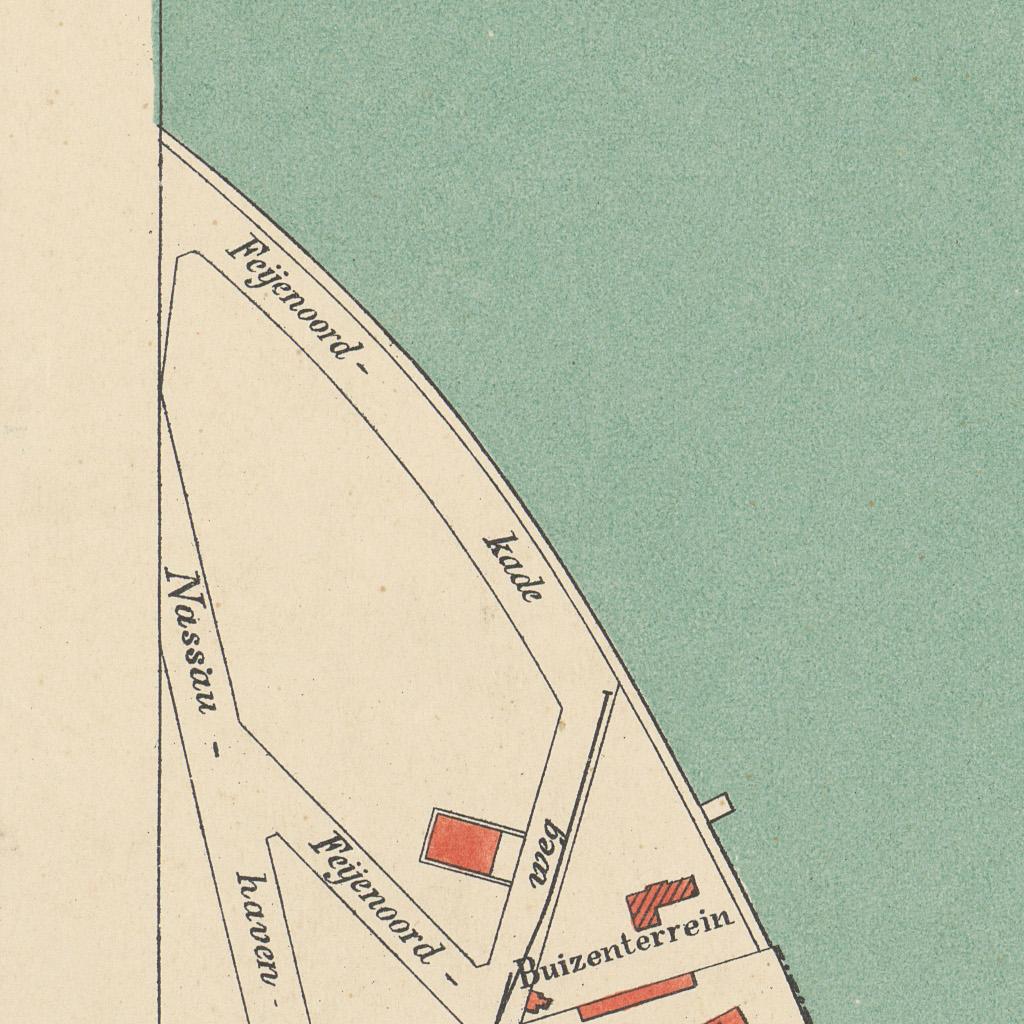 Feijenoord-
kade
Nassau-
haven-
Feijenoord-
weg
Buizenterrein